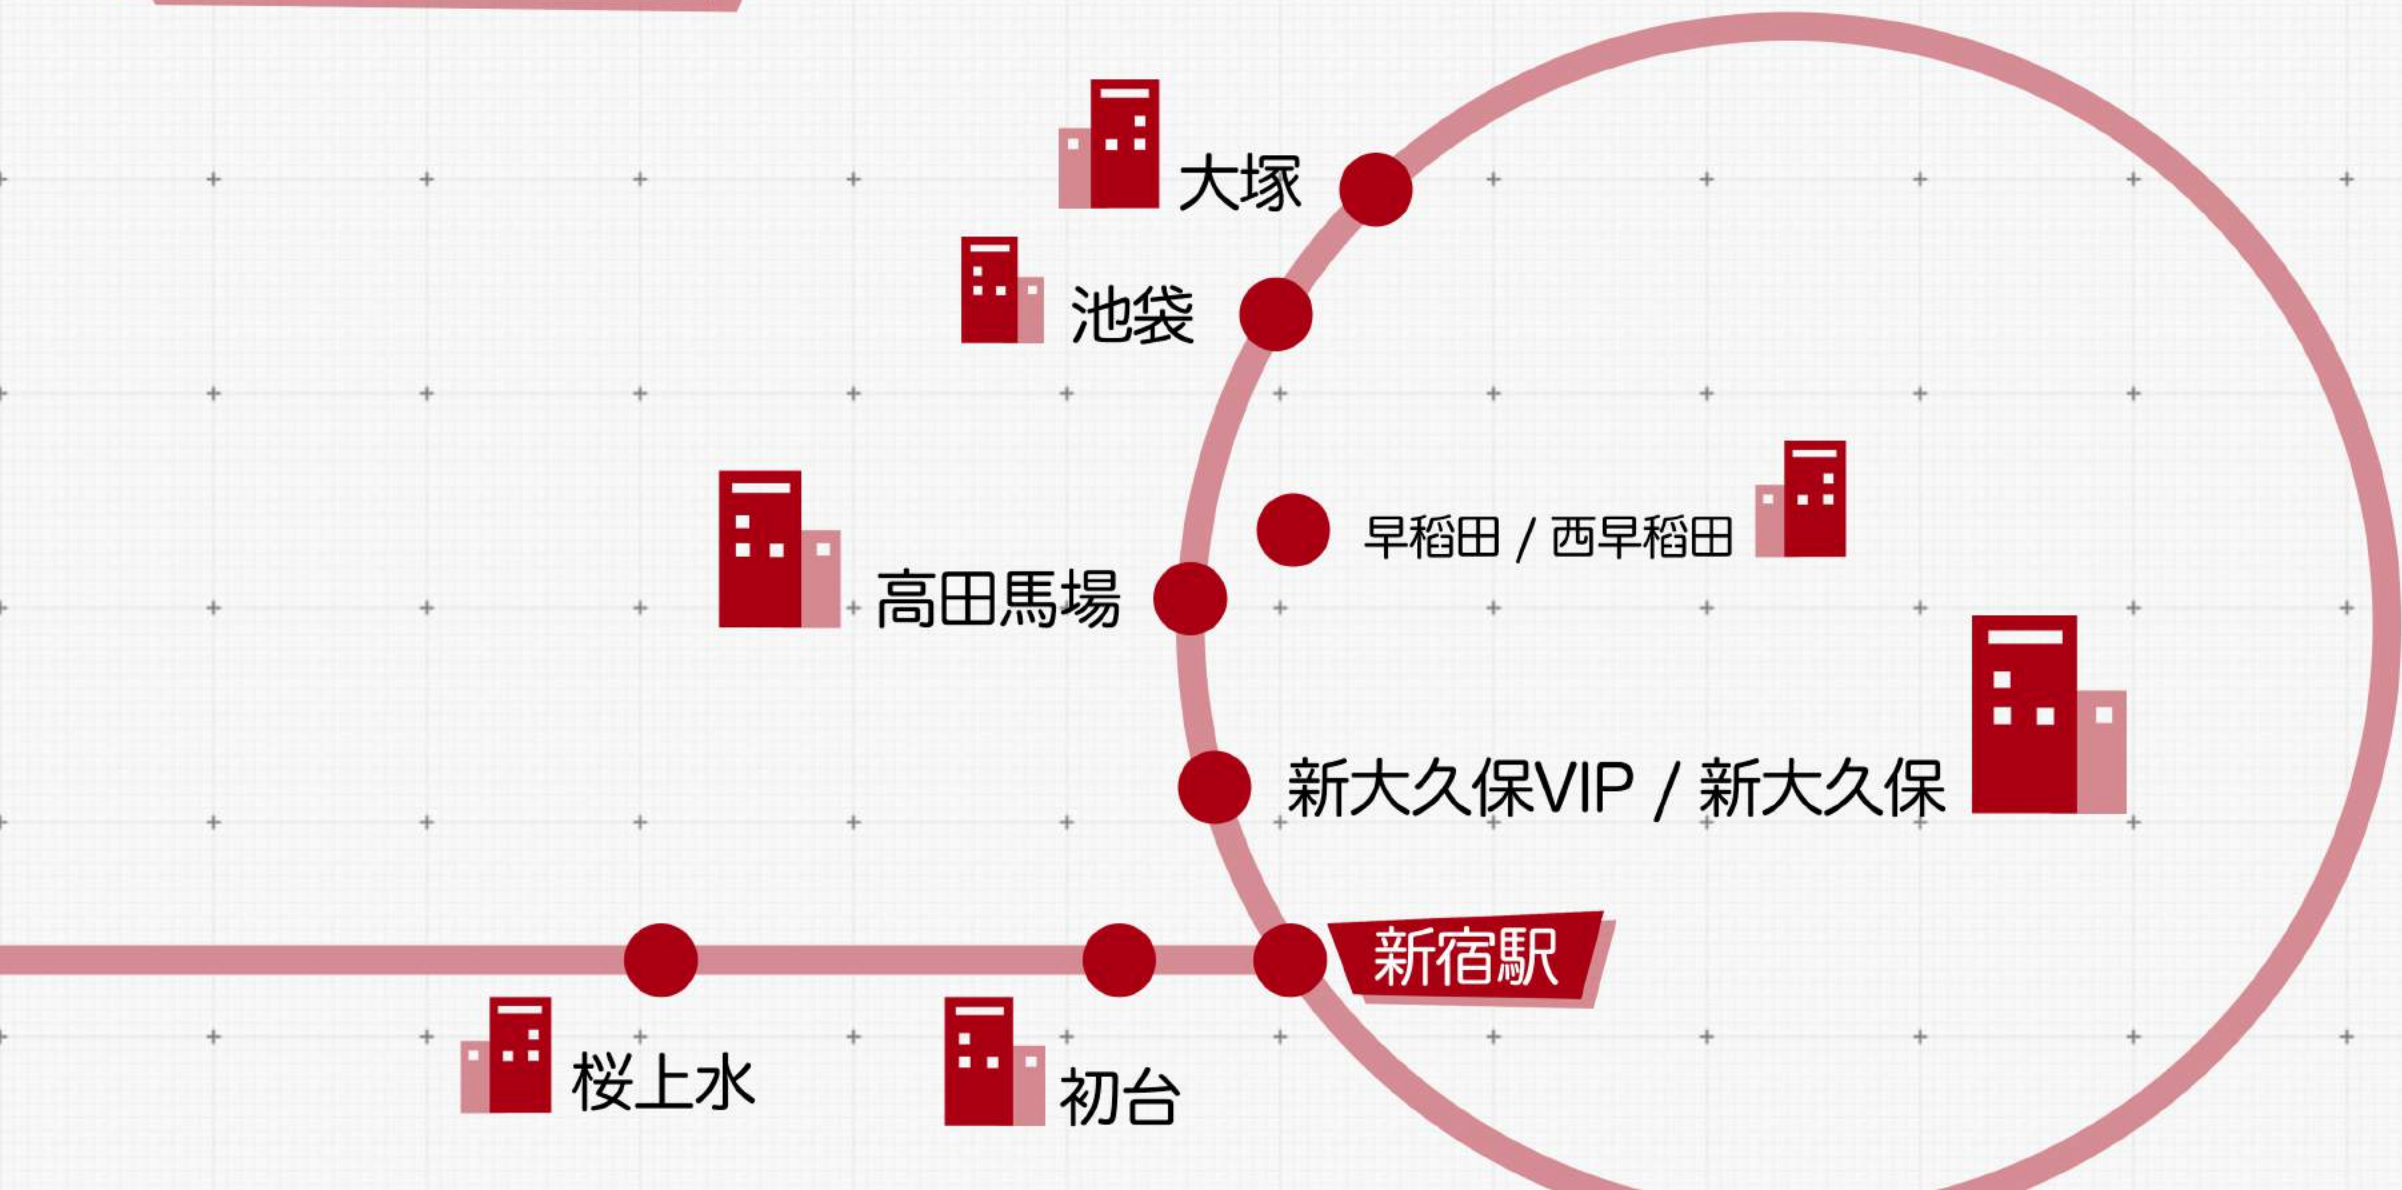 大塚
池袋
早稲田 / 西早稲田
高田馬場
新大久保VIP / 新大久保
新宿駅
桜上水
初台